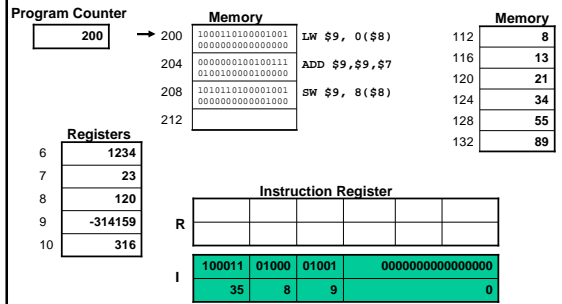 Program Counter
200
Memory
200 1000110100001001 LW $9, 0($8)
0000000000000000
204 0000000100100111 ADD $9,$9,$7
0100100000100000
208 1010110100001001 SW $9, 8($8)
0000000000001000
212
Memory
112 8
116 13
120 21
124 34
128 55
132 89
Registers
6 1234
7 23
8 120
9 -314159
10 316
Instruction Register
R
I
100011 01000 01001 0000000000000000
35 8 9 0